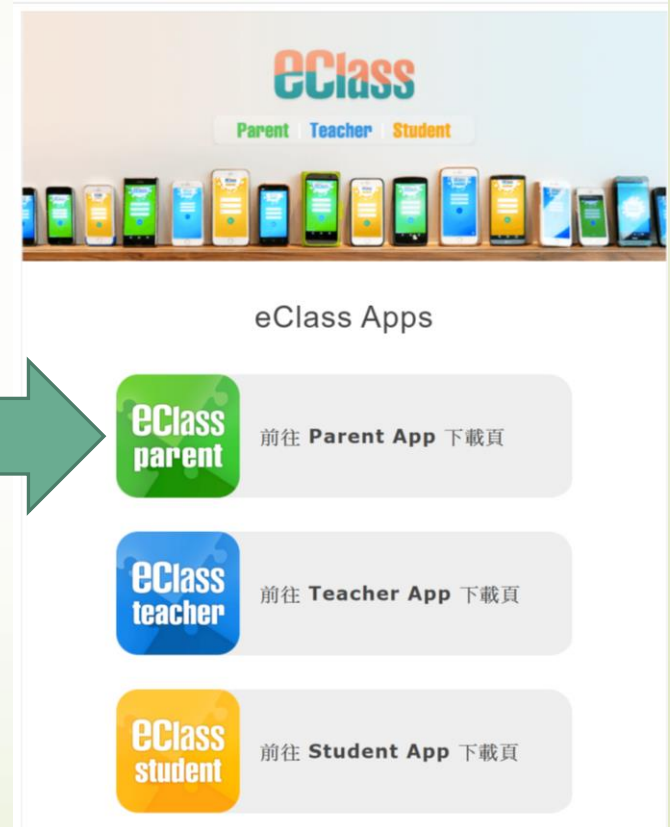 eClass
Parent Teacher Student
eClass Apps
eClass
parent
前往 Parent App 下載頁
eClass
teacher
前往 Teacher App 下載頁
eClass
student
前往 Student App 下載頁